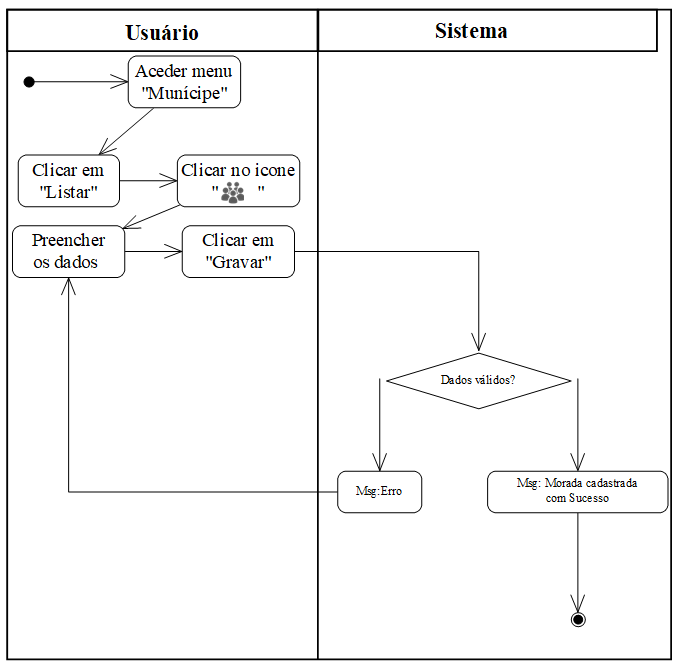 Usuário
Sistema
Aceder menu
"Munícipe"
Clicar em
"Listar"
Clicar no icone
" "
Preencher
os dados
Clicar em
"Gravar"
Dados válidos?
Msg:Erro
Msg: Morada cadastrada
com Sucesso